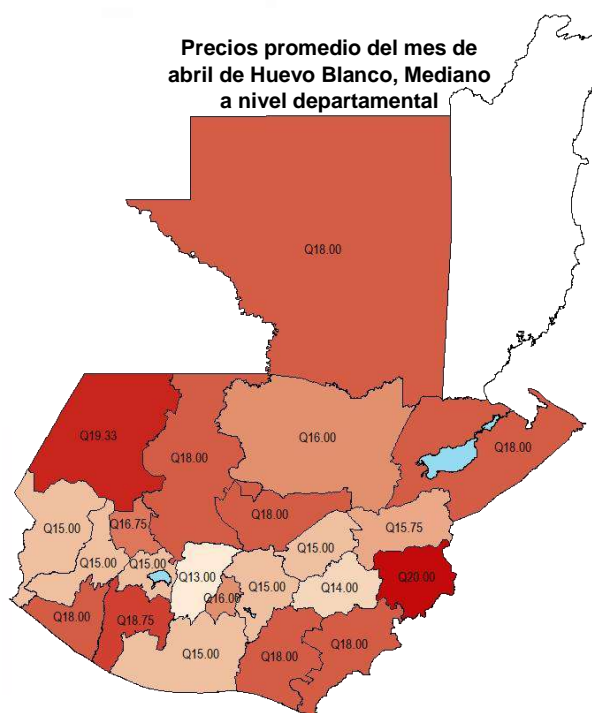 Precios promedio del mes de
abril de Huevo Blanco, Mediano
a nivel departamental
Q18.00
Q19.33
Q16.00
Q18.00
Q18.00
Q18.00
Q16.75
Q15.00
Q15.75
Q15.00
Q15.00
Q15.00
Q13.00
Q15.00
Q14.00
Q20.00
Q16.00
Q18.00
Q18.75
Q18.00
Q15.00
Q18.00